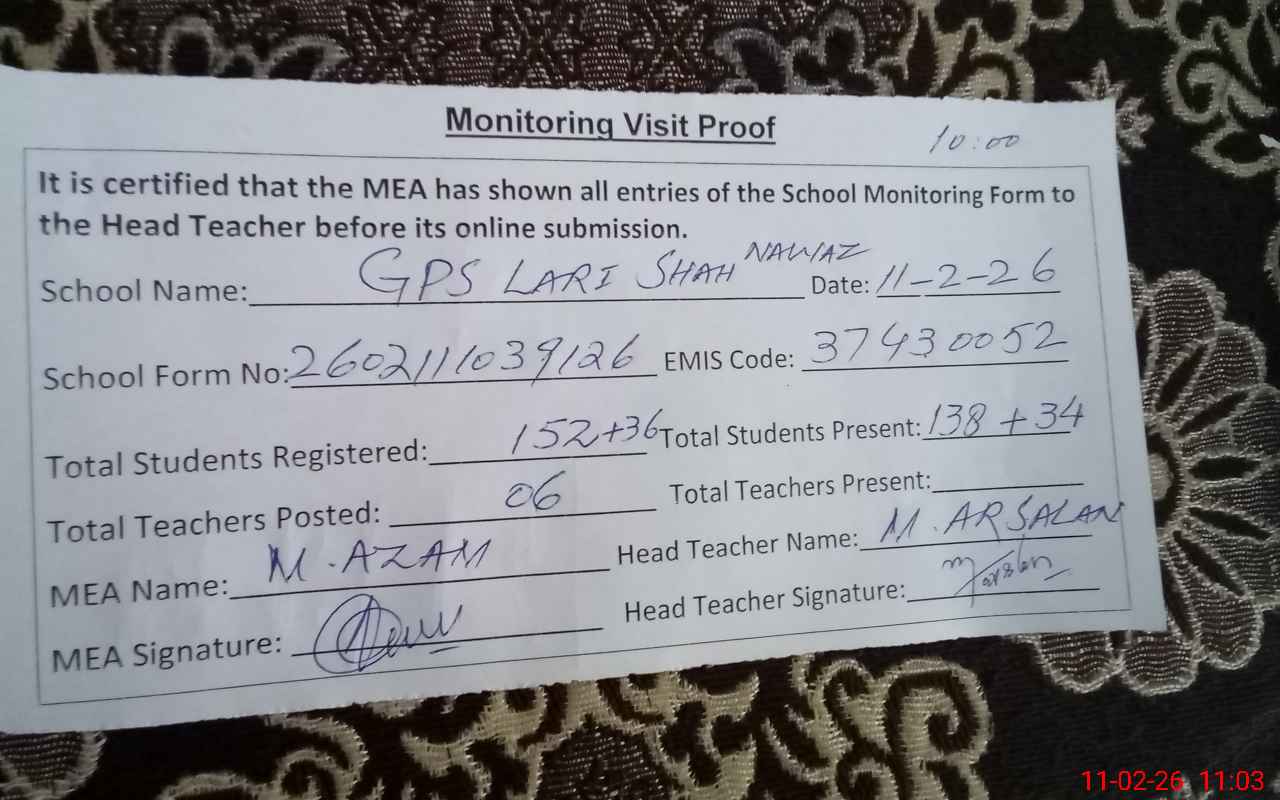 Monitoring Visit Proof
10:00
It is certified that the MEA has shown all entries of the School Monitoring Form to
the Head Teacher before its online submission.
School Name: GPS LARI SHAH NAWAZ Date: 11-2-26
School Form No: 2602111039126 EMIS Code: 37430052
Total Students Registered: 152+36 Total Students Present: 138 + 34
Total Teachers Posted: 06 Total Teachers Present:
MEA Name: M. AZAM Head Teacher Name: M. ARSALAN
MEA Signature: Head Teacher Signature:
11-02-26 11:03